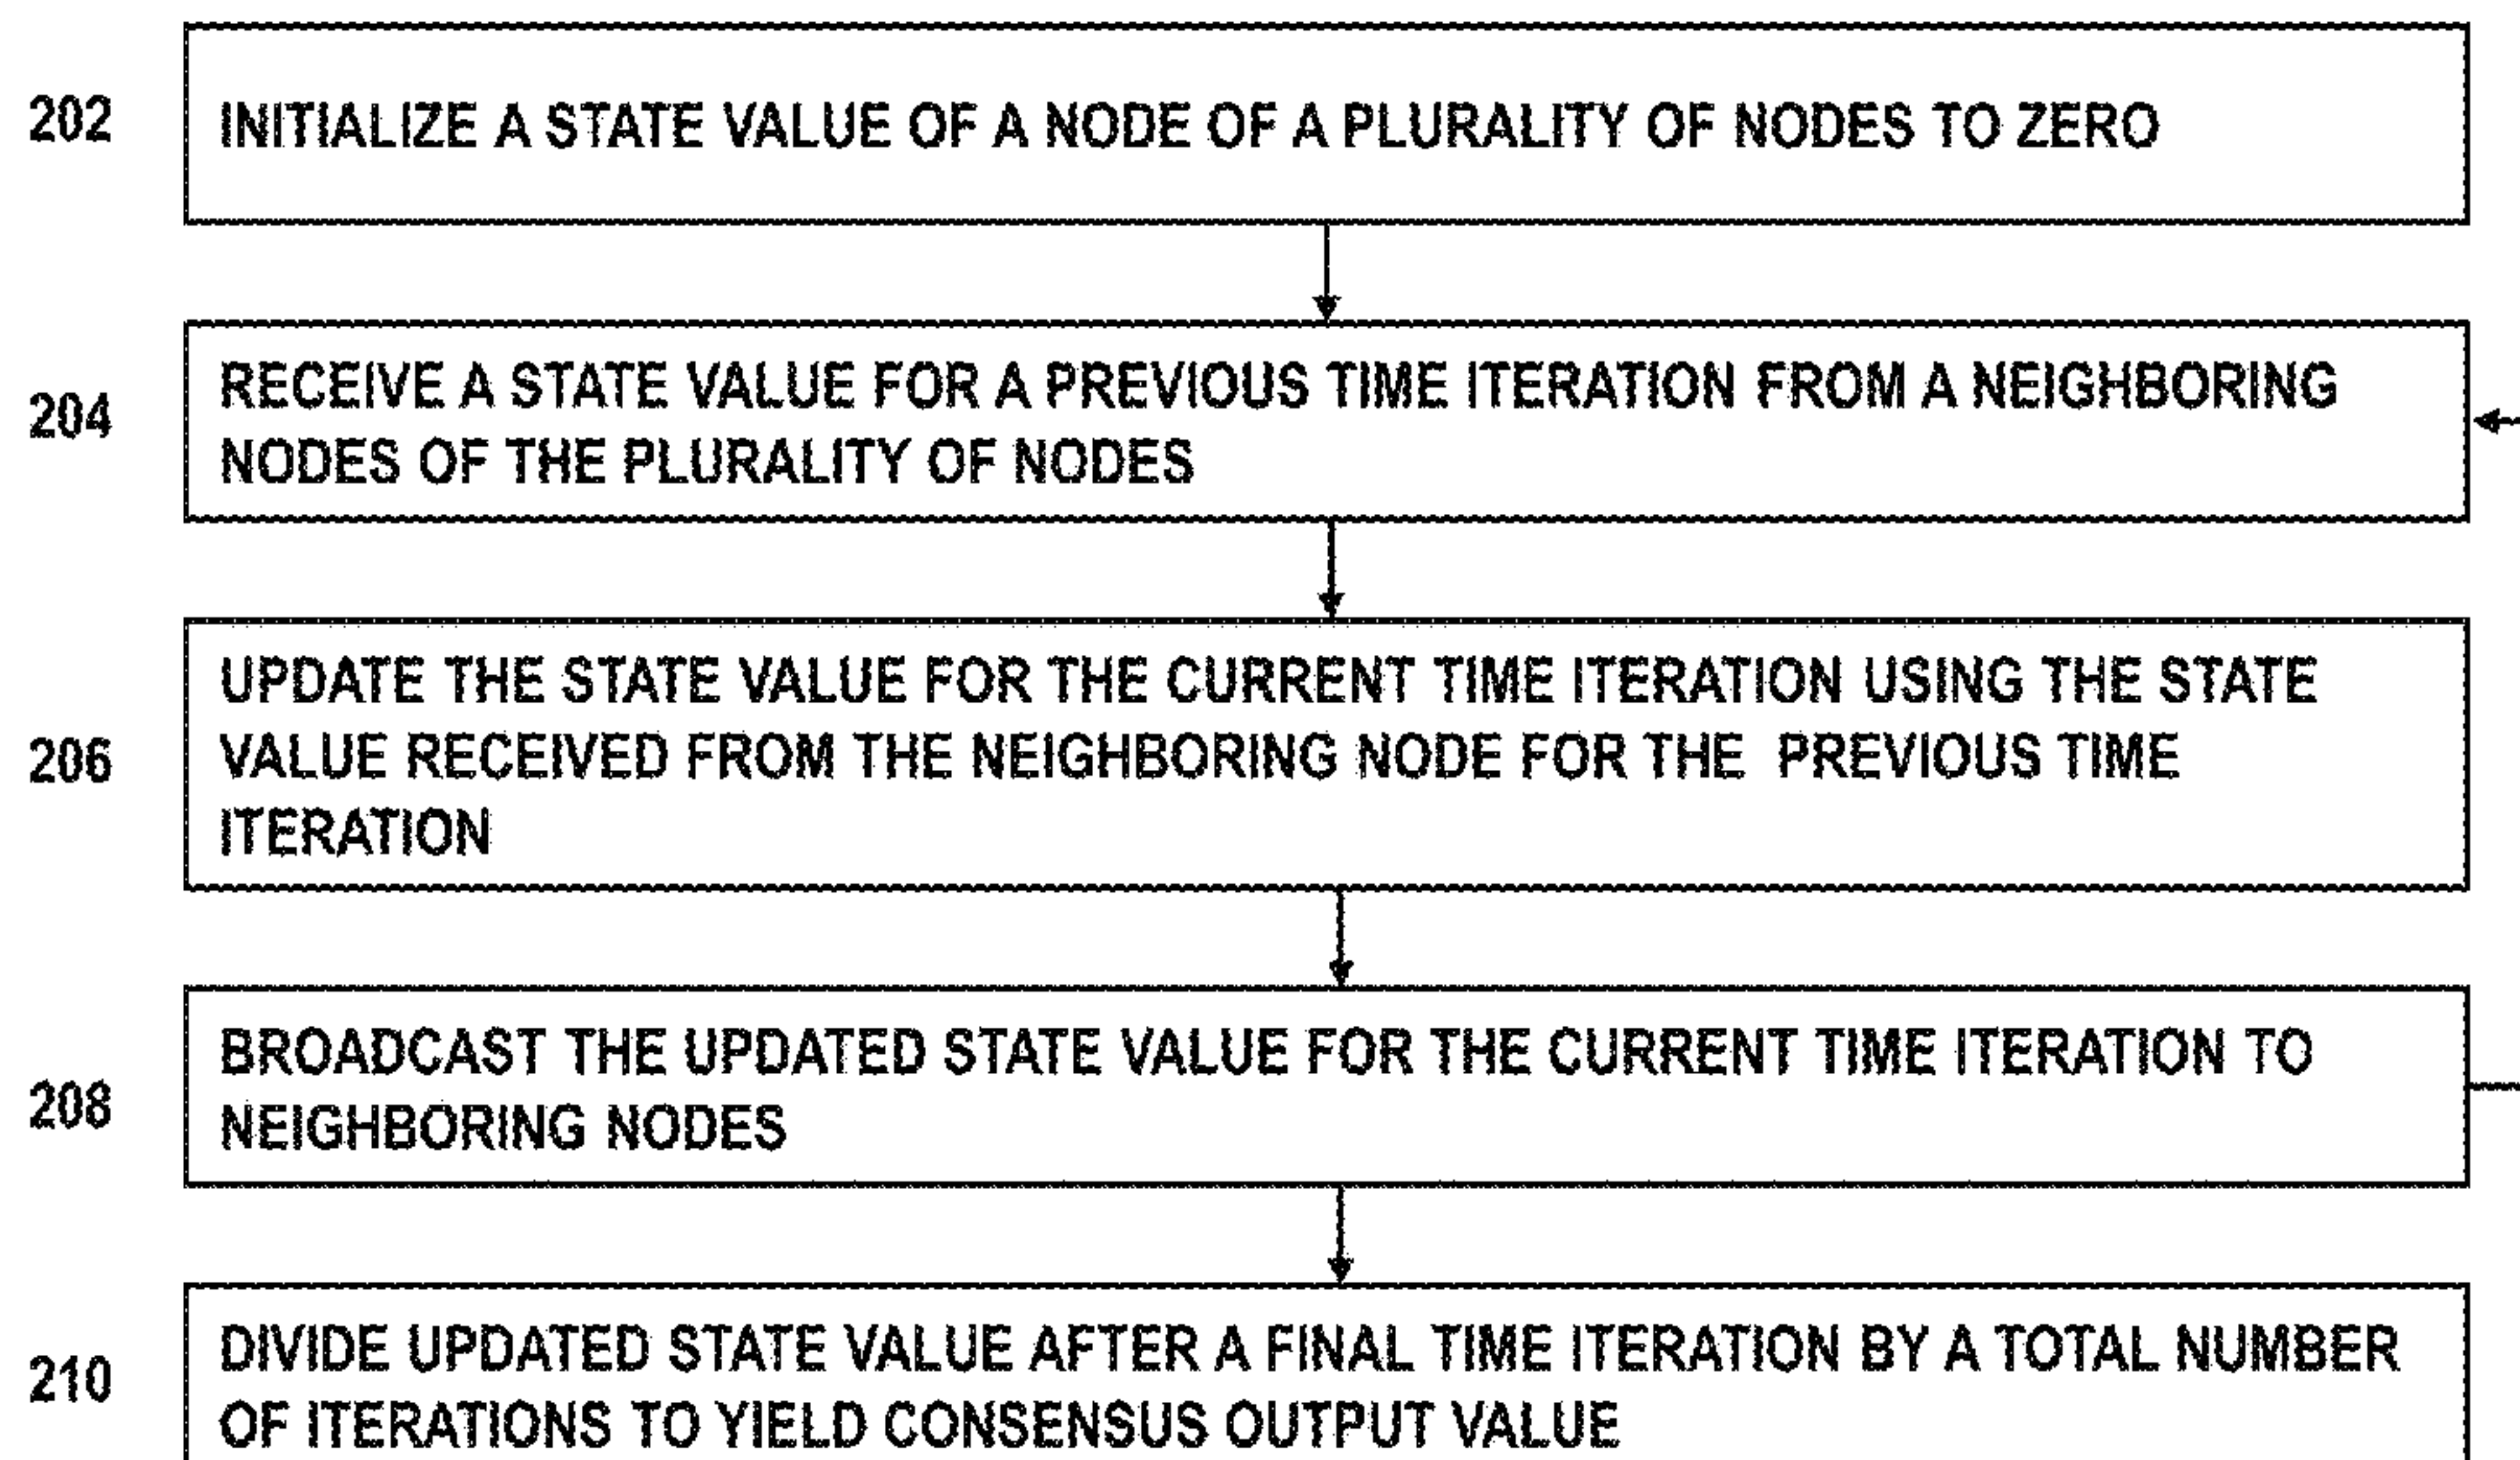 202
INITIALIZE A STATE VALUE OF A NODE OF A PLURALITY OF NODES TO ZERO
204
RECEIVE A STATE VALUE FOR A PREVIOUS TIME ITERATION FROM A NEIGHBORING
NODES OF THE PLURALITY OF NODES
206
UPDATE THE STATE VALUE FOR THE CURRENT TIME ITERATION USING THE STATE
VALUE RECEIVED FROM THE NEIGHBORING NODE FOR THE PREVIOUS TIME
ITERATION
208
BROADCAST THE UPDATED STATE VALUE FOR THE CURRENT TIME ITERATION TO
NEIGHBORING NODES
210
DIVIDE UPDATED STATE VALUE AFTER A FINAL TIME ITERATION BY A TOTAL NUMBER
OF ITERATIONS TO YIELD CONSENSUS OUTPUT VALUE